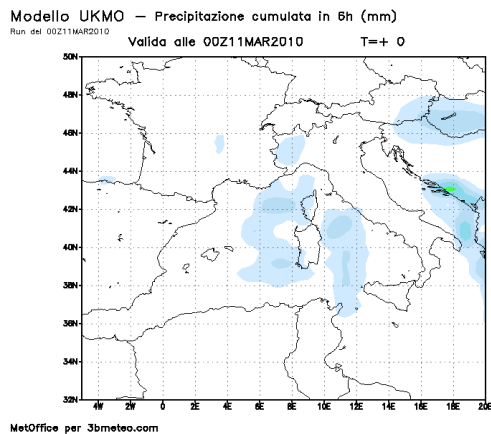 Modello UKMO – Precipitazione cumulata in 6h (mm)
Run del 00Z11MAR2010
Valida alle 00Z11MAR2010 T=+ 0
50N
48N
46N
44N
42N
40N
38N
36N
34N
32N
4W 2W 0 2E 4E 6E 8E 10E 12E 14E 16E 18E 20E
MetOffice per 3bmeteo.com